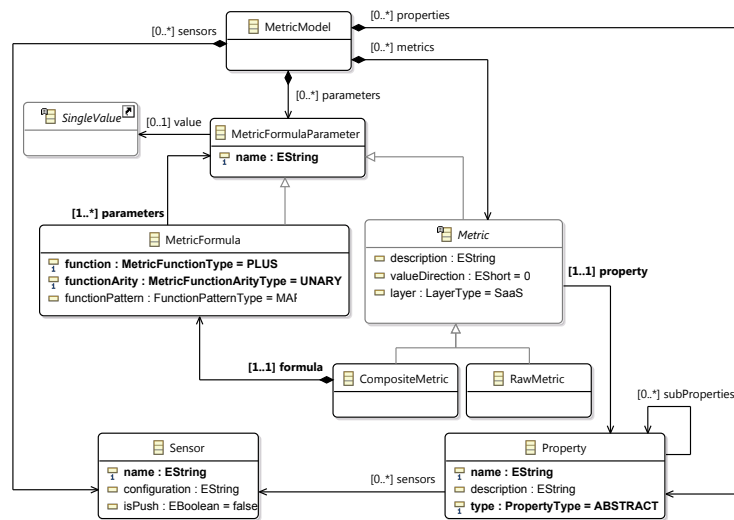 [0..*] properties
MetricModel
[0..*] sensors
[0..*] metrics
[0..*] parameters
SingleValue
[0..1] value
MetricFormulaParameter
name : EString
[1..*] parameters
MetricFormula
function : MetricFunctionType = PLUS
functionArity : MetricFunctionArityType = UNARY
functionPattern : FunctionPatternType = MAP
Metric
description : EString
valueDirection : EShort = 0
layer : LayerType = SaaS
[1..1] property
[1..1] formula
CompositeMetric
RawMetric
[0..*] subProperties
Sensor
name : EString
configuration : EString
isPush : EBoolean = false
[0..*] sensors
Property
name : EString
description : EString
type : PropertyType = ABSTRACT